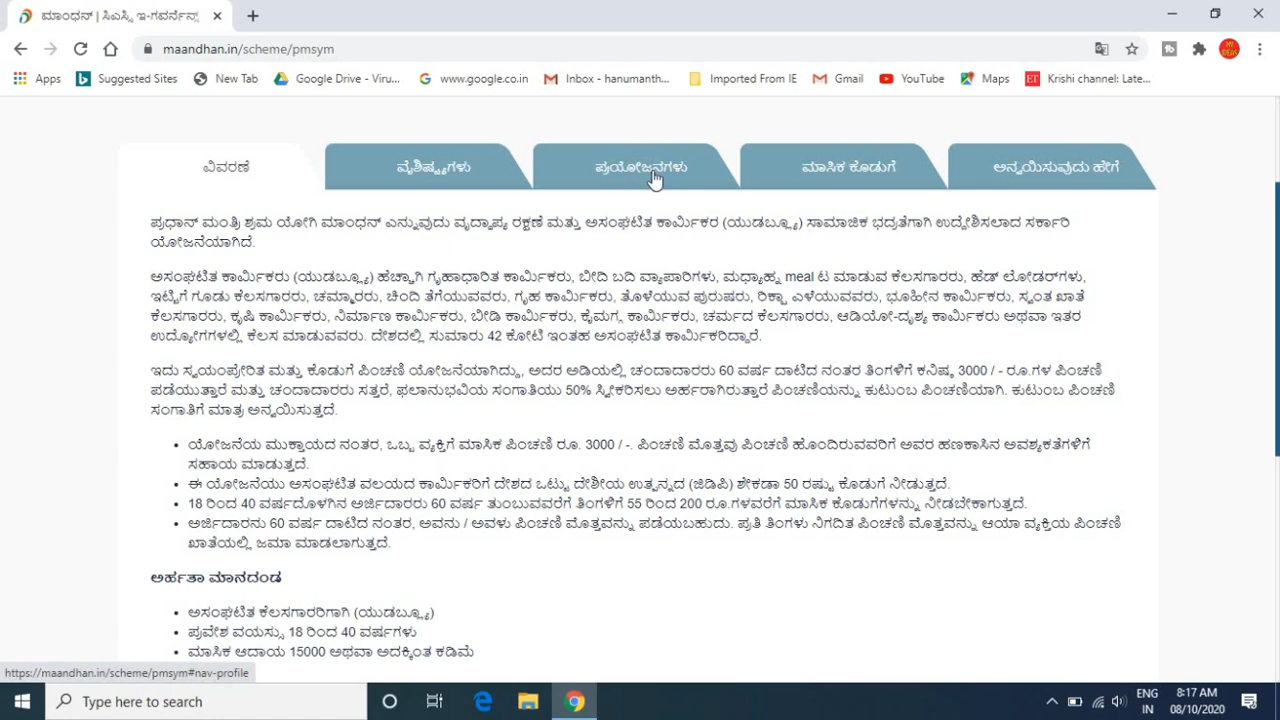 ಮಾಂಧನ್ | ಸಿಎಸ್ಸಿ ಇ-ಗವರ್ನೆನ್ಸ್
maandhan.in/scheme/pmsym
Apps Suggested Sites New Tab Google Drive - Viru... www.google.co.in Inbox - hanumanth... Imported From IE Gmail YouTube Maps Krishi channel: Late...
ವಿವರಣೆ ವೈಶಿಷ್ಟ್ಯಗಳು ಪ್ರಯೋಜನಗಳು ಮಾಸಿಕ ಕೊಡುಗೆ ಅನ್ವಯಿಸುವುದು ಹೇಗೆ
ಪ್ರಧಾನ್ ಮಂತ್ರಿ ಶ್ರಮ ಯೋಗಿ ಮಾಂಧನ್ ಎನ್ನುವುದು ವೃದ್ಧಾಪ್ಯ ರಕ್ಷಣೆ ಮತ್ತು ಅಸಂಘಟಿತ ಕಾರ್ಮಿಕರ (ಯುಡಬ್ಲ್ಯೂ) ಸಾಮಾಜಿಕ ಭದ್ರತೆಗಾಗಿ ಉದ್ದೇಶಿಸಲಾದ ಸರ್ಕಾರಿ
ಯೋಜನೆಯಾಗಿದೆ.
ಅಸಂಘಟಿತ ಕಾರ್ಮಿಕರು (ಯುಡಬ್ಲ್ಯೂ) ಹೆಚ್ಚಾಗಿ ಗೃಹಾಧಾರಿತ ಕಾರ್ಮಿಕರು, ಬೀದಿ ಬದಿ ವ್ಯಾಪಾರಿಗಳು, ಮಧ್ಯಾಹ್ನ meal ಟ ಮಾಡುವ ಕೆಲಸಗಾರರು, ಹೆಡ್ ಲೋಡರ್‌ಗಳು,
ಇಟ್ಟಿಗೆ ಗೂಡು ಕೆಲಸಗಾರರು, ಚಮ್ಮಾರರು, ಚಿಂದಿ ತೆಗೆಯುವವರು, ಗೃಹ ಕಾರ್ಮಿಕರು, ತೊಳೆಯುವ ಪುರುಷರು, ರಿಕ್ಷಾ ಎಳೆಯುವವರು, ಭೂಹೀನ ಕಾರ್ಮಿಕರು, ಸ್ವಂತ ಖಾತೆ
ಕೆಲಸಗಾರರು, ಕೃಷಿ ಕಾರ್ಮಿಕರು, ನಿರ್ಮಾಣ ಕಾರ್ಮಿಕರು, ಬೀಡಿ ಕಾರ್ಮಿಕರು, ಕೈಮಗ್ಗ ಕಾರ್ಮಿಕರು, ಚರ್ಮದ ಕೆಲಸಗಾರರು, ಆಡಿಯೋ-ದೃಶ್ಯ ಕಾರ್ಮಿಕರು ಅಥವಾ ಇತರ
ಉದ್ಯೋಗಗಳಲ್ಲಿ ಕೆಲಸ ಮಾಡುವವರು. ದೇಶದಲ್ಲಿ ಸುಮಾರು 42 ಕೋಟಿ ಇಂತಹ ಅಸಂಘಟಿತ ಕಾರ್ಮಿಕರಿದ್ದಾರೆ.
ಇದು ಸ್ವಯಂಪ್ರೇರಿತ ಮತ್ತು ಕೊಡುಗೆ ಪಿಂಚಣಿ ಯೋಜನೆಯಾಗಿದ್ದು, ಅದರ ಅಡಿಯಲ್ಲಿ ಚಂದಾದಾರರು 60 ವರ್ಷ ದಾಟಿದ ನಂತರ ತಿಂಗಳಿಗೆ ಕನಿಷ್ಠ 3000 / - ರೂ.ಗಳ ಪಿಂಚಣಿ
ಪಡೆಯುತ್ತಾರೆ ಮತ್ತು ಚಂದಾದಾರರು ಸತ್ತರೆ, ಫಲಾನುಭವಿಯ ಸಂಗಾತಿಯು 50% ಸ್ವೀಕರಿಸಲು ಅರ್ಹರಾಗಿರುತ್ತಾರೆ ಪಿಂಚಣಿಯನ್ನು ಕುಟುಂಬ ಪಿಂಚಣಿಯಾಗಿ. ಕುಟುಂಬ ಪಿಂಚಣಿ
ಸಂಗಾತಿಗೆ ಮಾತ್ರ ಅನ್ವಯಿಸುತ್ತದೆ.
• ಯೋಜನೆಯ ಮುಕ್ತಾಯದ ನಂತರ, ಒಬ್ಬ ವ್ಯಕ್ತಿಗೆ ಮಾಸಿಕ ಪಿಂಚಣಿ ರೂ. 3000 / -. ಪಿಂಚಣಿ ಮೊತ್ತವು ಪಿಂಚಣಿ ಹೊಂದಿರುವವರಿಗೆ ಅವರ ಹಣಕಾಸಿನ ಅವಶ್ಯಕತೆಗಳಿಗೆ
ಸಹಾಯ ಮಾಡುತ್ತದೆ.
• ಈ ಯೋಜನೆಯು ಅಸಂಘಟಿತ ವಲಯದ ಕಾರ್ಮಿಕರಿಗೆ ದೇಶದ ಒಟ್ಟು ದೇಶೀಯ ಉತ್ಪನ್ನದ (ಜಿಡಿಪಿ) ಶೇಕಡಾ 50 ರಷ್ಟು ಕೊಡುಗೆ ನೀಡುತ್ತದೆ.
• 18 ರಿಂದ 40 ವರ್ಷದೊಳಗಿನ ಅರ್ಜಿದಾರರು 60 ವರ್ಷ ತುಂಬುವವರೆಗೆ ತಿಂಗಳಿಗೆ 55 ರಿಂದ 200 ರೂ.ಗಳವರೆಗೆ ಮಾಸಿಕ ಕೊಡುಗೆಗಳನ್ನು ನೀಡಬೇಕಾಗುತ್ತದೆ.
• ಅರ್ಜಿದಾರನು 60 ವರ್ಷ ದಾಟಿದ ನಂತರ, ಅವನು / ಅವಳು ಪಿಂಚಣಿ ಮೊತ್ತವನ್ನು ಪಡೆಯಬಹುದು. ಪ್ರತಿ ತಿಂಗಳು ನಿಗದಿತ ಪಿಂಚಣಿ ಮೊತ್ತವನ್ನು ಆಯಾ ವ್ಯಕ್ತಿಯ ಪಿಂಚಣಿ
ಖಾತೆಯಲ್ಲಿ ಜಮಾ ಮಾಡಲಾಗುತ್ತದೆ.
ಅರ್ಹತಾ ಮಾನದಂಡ
• ಅಸಂಘಟಿತ ಕೆಲಸಗಾರರಿಗಾಗಿ (ಯುಡಬ್ಲ್ಯೂ)
• ಪ್ರವೇಶ ವಯಸ್ಸು 18 ರಿಂದ 40 ವರ್ಷಗಳು
• ಮಾಸಿಕ ಆದಾಯ 15000 ಅಥವಾ ಅದಕ್ಕಿಂತ ಕಡಿಮೆ
https://maandhan.in/scheme/pmsym#nav-profile
Type here to search
ENG 8:17 AM
IN 08/10/2020